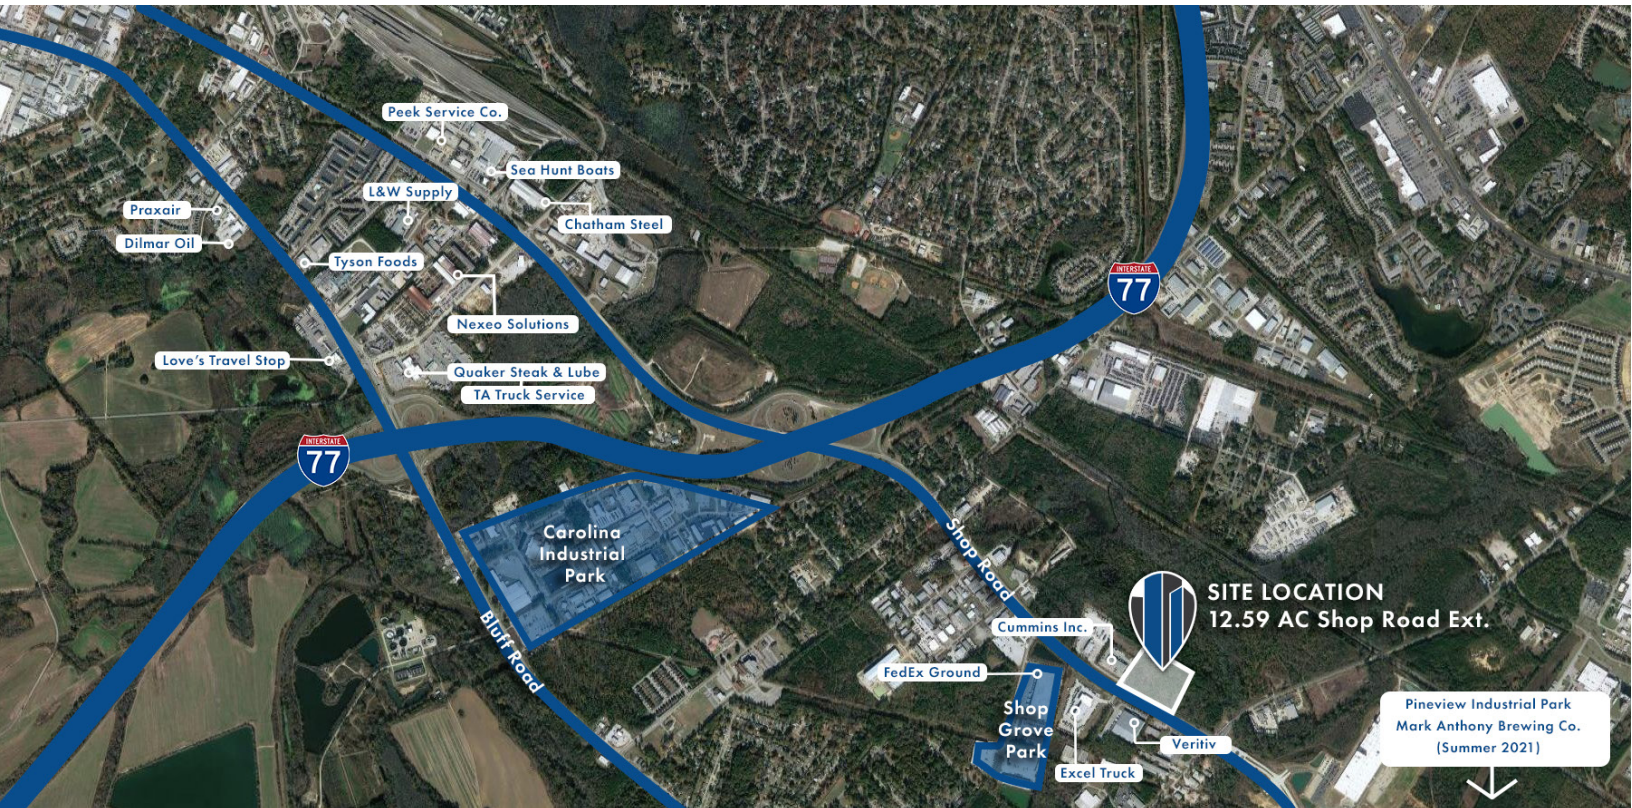 Peek Service Co.
Sea Hunt Boats
L&W Supply
Praxair
Chatham Steel
Dilmar Oil
Tyson Foods
INTERSTATE
77
Nexeo Solutions
Love's Travel Stop
Quaker Steak & Lube
TA Truck Service
INTERSTATE
77
Carolina
Industrial
Park
Shop Road
Bluff Road
SITE LOCATION
12.59 AC Shop Road Ext.
Cummins Inc.
FedEx Ground
Shop
Grove
Park
Veritiv
Excel Truck
Pineview Industrial Park
Mark Anthony Brewing Co.
(Summer 2021)